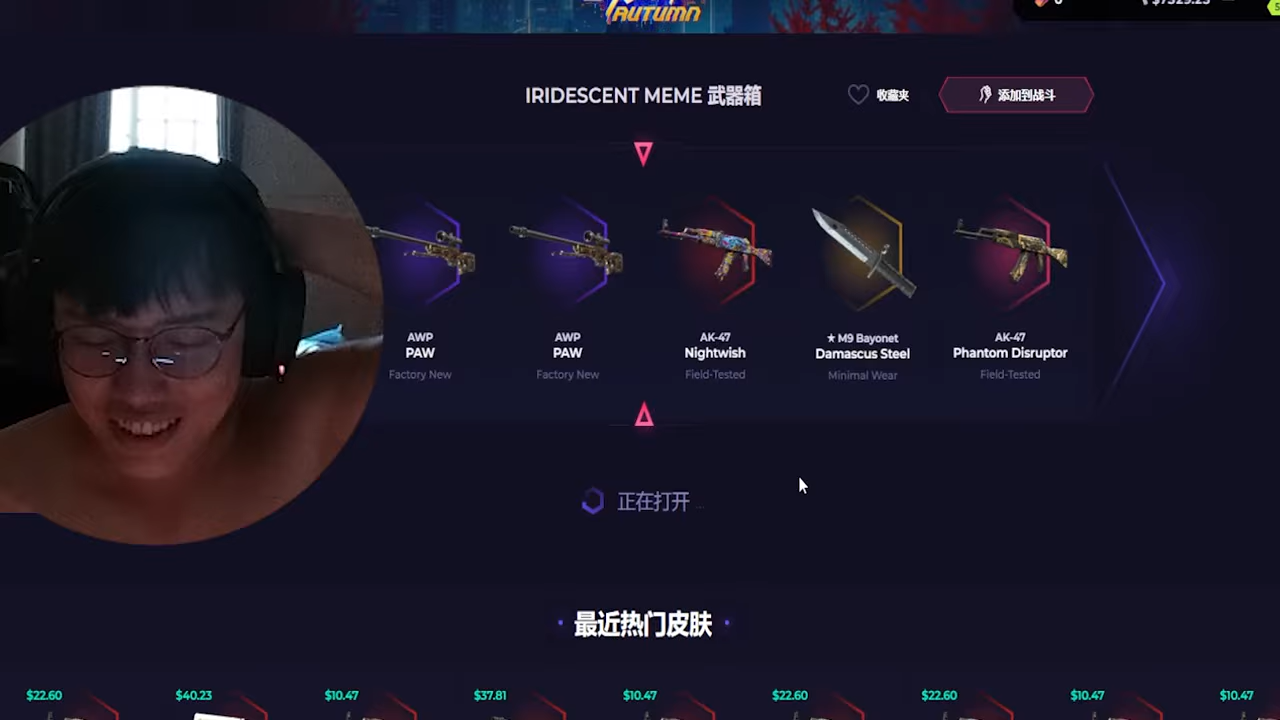 AUTUMN
0
$7329.23
IRIDESCENT MEME 武器箱
收藏夹
添加到战斗
AWP
PAW
Factory New
AWP
PAW
Factory New
AK-47
Nightwish
Field-Tested
★ M9 Bayonet
Damascus Steel
Minimal Wear
AK-47
Phantom Disruptor
Field-Tested
正在打开 ...
· 最近热门皮肤 ·
$22.60
$40.23
$10.47
$37.81
$10.47
$22.60
$22.60
$10.47
$10.47